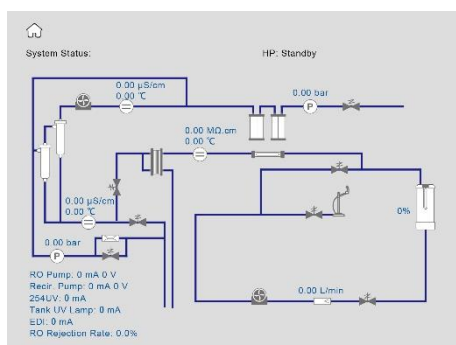 System Status:
HP: Standby
0.00 μS/cm
0.00 ℃
0.00 bar
P
0.00 MΩ.cm
0.00 ℃
0.00 μS/cm
0.00 ℃
0%
0.00 bar
P
0.00 L/min
RO Pump: 0 mA 0 V
Recir. Pump: 0 mA 0 V
254UV: 0 mA
Tank UV Lamp: 0 mA
EDI: 0 mA
RO Rejection Rate: 0.0%